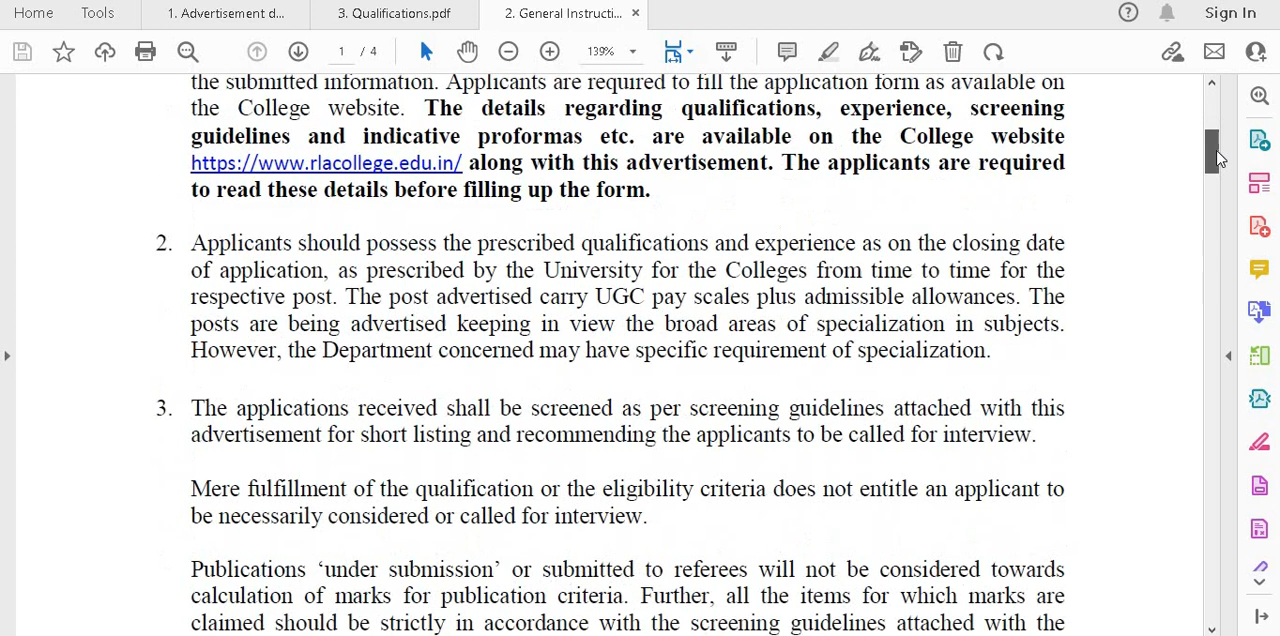 Home Tools 1. Advertisement d... 3. Qualifications.pdf 2. General Instructi... × Sign In
1 / 4 139%
the submitted information. Applicants are required to fill the application form as available on
the College website. The details regarding qualifications, experience, screening
guidelines and indicative proformas etc. are available on the College website
https://www.rlacollege.edu.in/ along with this advertisement. The applicants are required
to read these details before filling up the form.
2. Applicants should possess the prescribed qualifications and experience as on the closing date
of application, as prescribed by the University for the Colleges from time to time for the
respective post. The post advertised carry UGC pay scales plus admissible allowances. The
posts are being advertised keeping in view the broad areas of specialization in subjects.
However, the Department concerned may have specific requirement of specialization.
3. The applications received shall be screened as per screening guidelines attached with this
advertisement for short listing and recommending the applicants to be called for interview.
Mere fulfillment of the qualification or the eligibility criteria does not entitle an applicant to
be necessarily considered or called for interview.
Publications ‘under submission’ or submitted to referees will not be considered towards
calculation of marks for publication criteria. Further, all the items for which marks are
claimed should be strictly in accordance with the screening guidelines attached with the